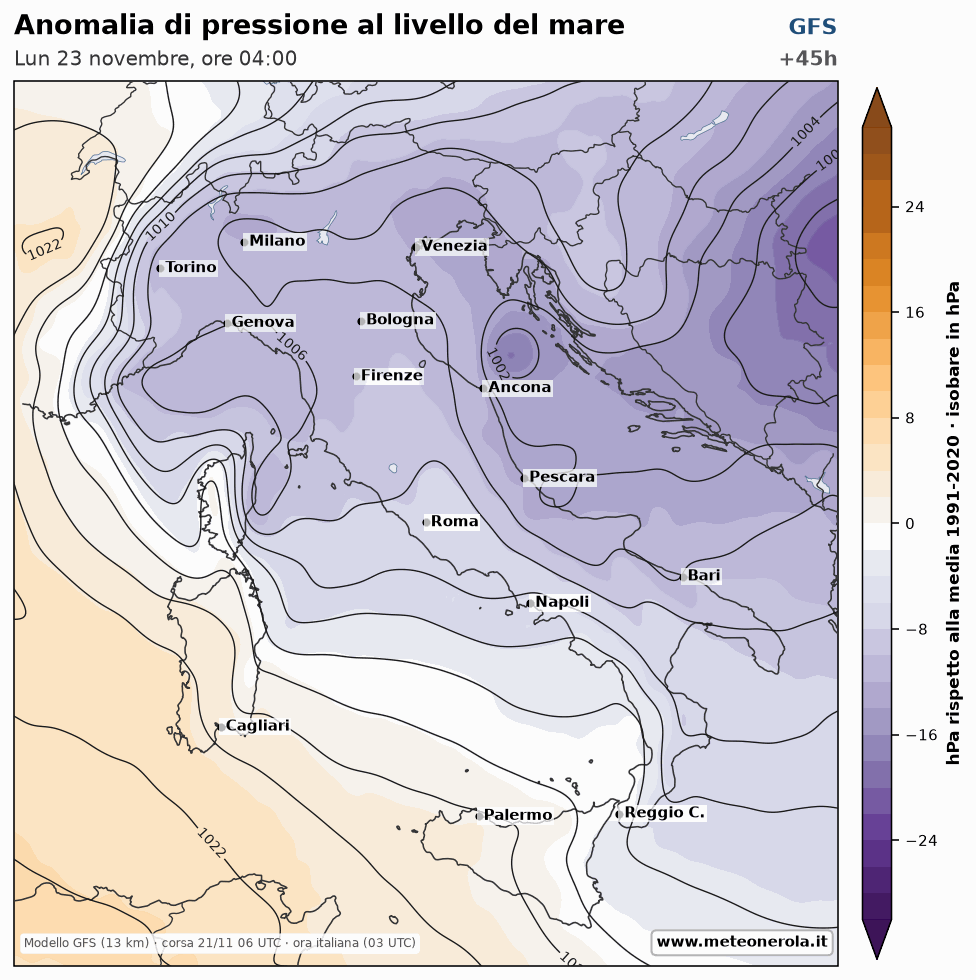 Anomalia di pressione al livello del mare
GFS
Lun 23 novembre, ore 04:00
+45h
1004
1010
1022
Milano
Venezia
Torino
Genova
Bologna
1006
1002
Firenze
Ancona
Pescara
Roma
Bari
Napoli
Cagliari
Palermo
Reggio C.
1022
Modello GFS (13 km) · corsa 21/11 06 UTC · ora italiana (03 UTC)
www.meteonerola.it
24
16
8
0
−8
−16
−24
hPa rispetto alla media 1991-2020 · isobare in hPa